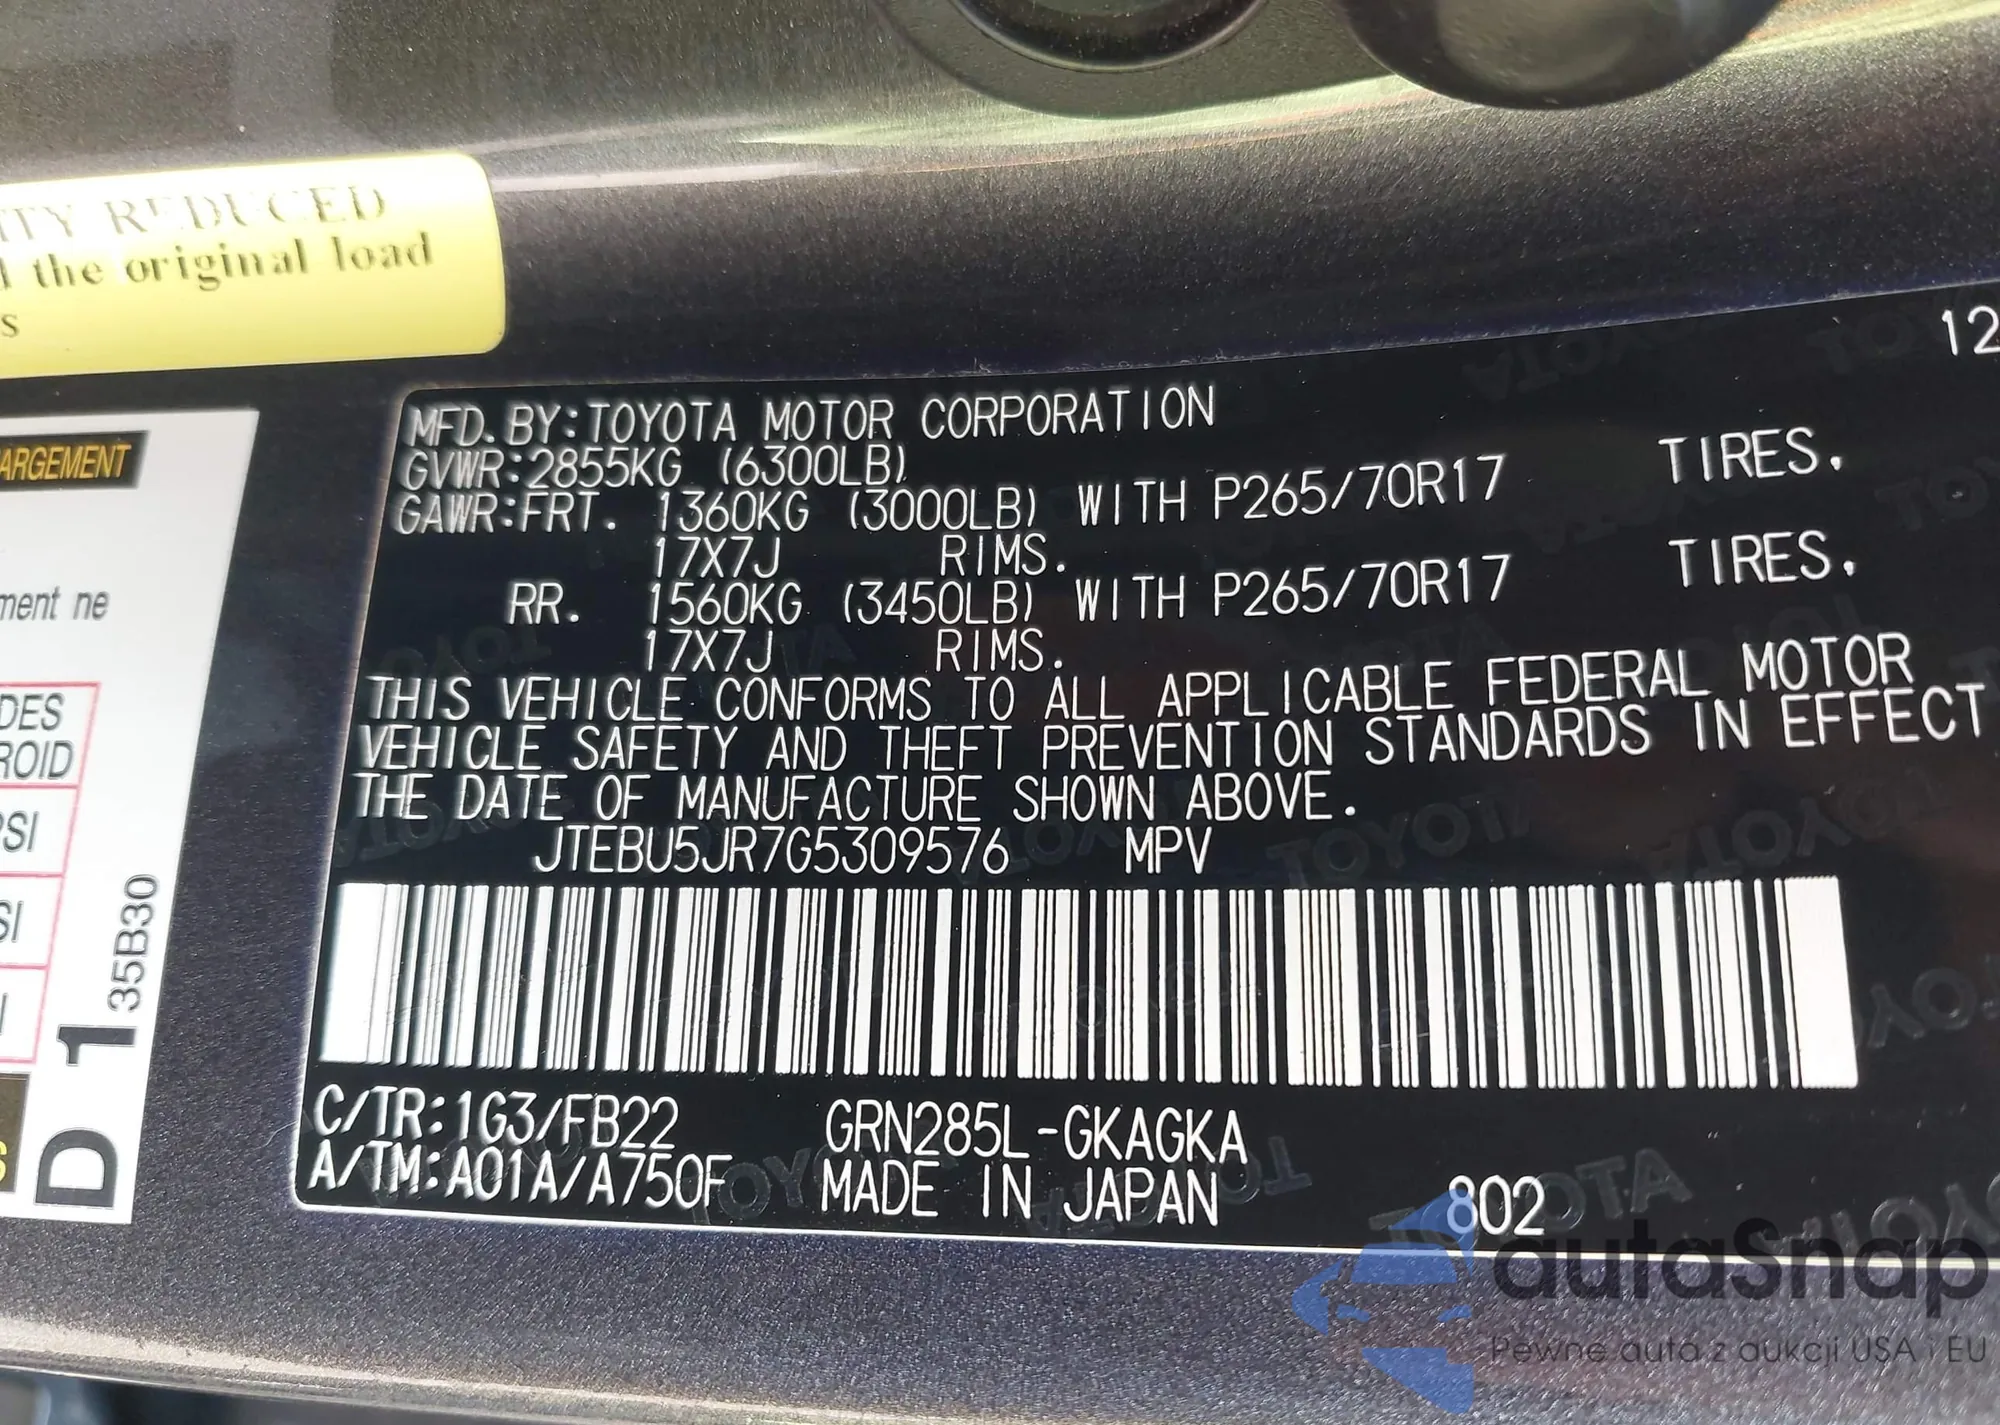 ITY REDUCED
the original load
s
ARGEMENT
ment ne
DES
ROID
PSI
SI
I
D 1
35B30
S
12
MFD. BY:TOYOTA MOTOR CORPORATION
GVWR:2855KG (6300LB)
GAWR:FRT. 1360KG (3000LB) WITH P265/70R17 TIRES.
17X7J RIMS.
RR. 1560KG (3450LB) WITH P265/70R17 TIRES.
17X7J RIMS.
THIS VEHICLE CONFORMS TO ALL APPLICABLE FEDERAL MOTOR
VEHICLE SAFETY AND THEFT PREVENTION STANDARDS IN EFFECT
THE DATE OF MANUFACTURE SHOWN ABOVE.
JTEBU5JR7G5309576 MPV
C/TR:1G3/FB22 GRN285L-GKAGKA
A/TM:A01A/A750F MADE IN JAPAN 802
autaSnap
Pewne auta z aukcji USA i EU